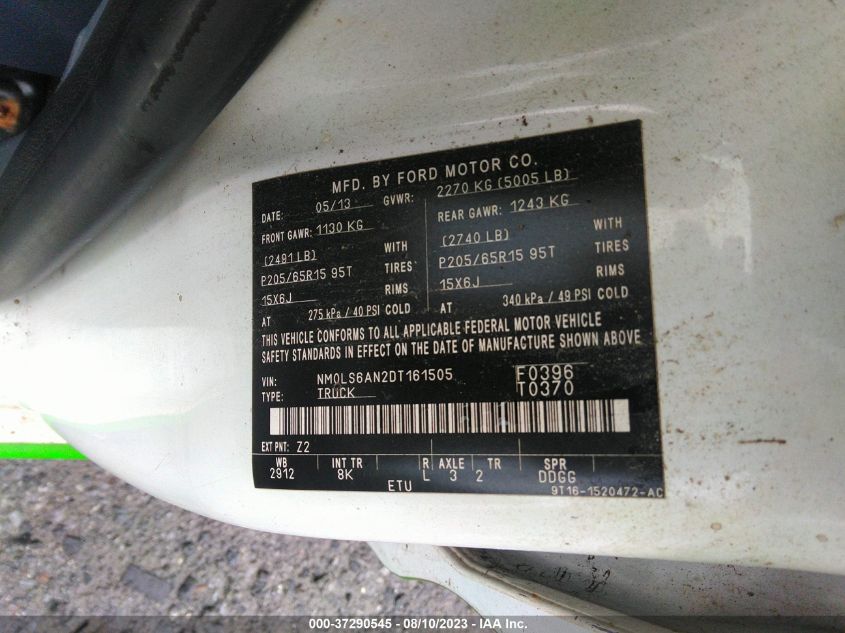 MFD. BY FORD MOTOR CO.
DATE: 05/13 GVWR: 2270 KG (5005 LB)
FRONT GAWR: 1130 KG REAR GAWR: 1243 KG
(2491 LB) WITH (2740 LB) WITH
P205/65R15 95T TIRES P205/65R15 95T TIRES
15X6J RIMS 15X6J RIMS
AT 275 kPa / 40 PSI COLD AT 340 kPa / 49 PSI COLD
THIS VEHICLE CONFORMS TO ALL APPLICABLE FEDERAL MOTOR VEHICLE
SAFETY STANDARDS IN EFFECT ON THE DATE OF MANUFACTURE SHOWN ABOVE
VIN: NM0LS6AN2DT161505 F0396
TYPE: TRUCK T0370
EXT PNT: Z2
WB INT TR R AXLE TR SPR
2912 8K L 3 2 DDGG
ETU 9T16-1520472-AC
000-37290545 - 08/10/2023 - IAA Inc.